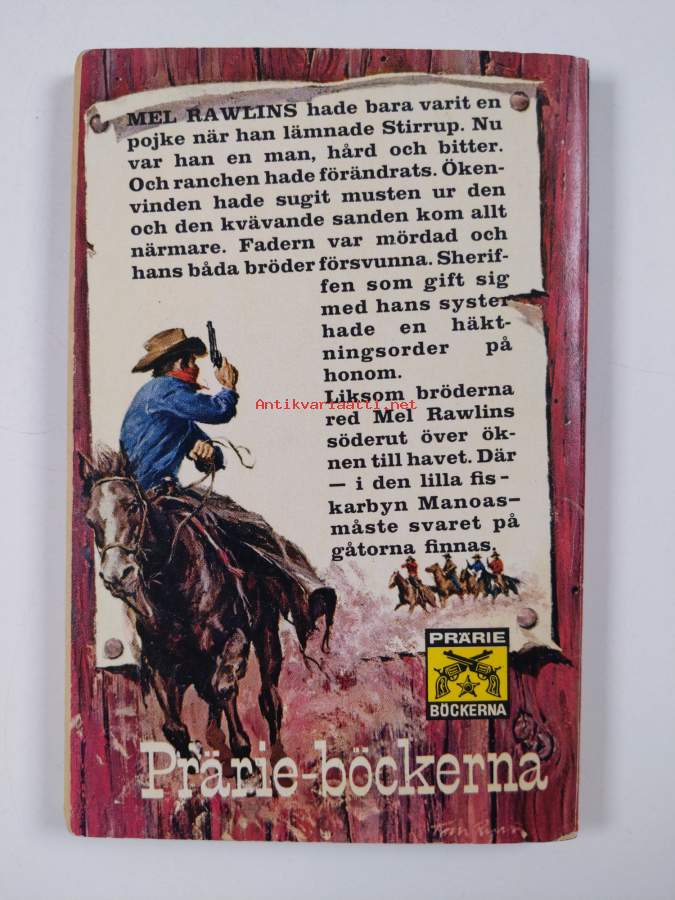 MEL RAWLINS hade bara varit en
pojke när han lämnade Stirrup. Nu
var han en man, hård och bitter.
Och ranchen hade förändrats. Öken-
vinden hade sugit musten ur den
och den kvävande sanden kom allt
närmare. Fadern var mördad och
hans båda bröder försvunna. Sherif-
fen som gift sig
med hans syster
hade en häkt-
ningsorder på
honom.
Liksom bröderna
red Mel Rawlins
söderut över ök-
nen till havet. Där
— i den lilla fis-
karbyn Manoas—
måste svaret på
gåtorna finnas.
Antikvariaatti.net
PRÄRIE
BÖCKERNA
Prärie-böckerna